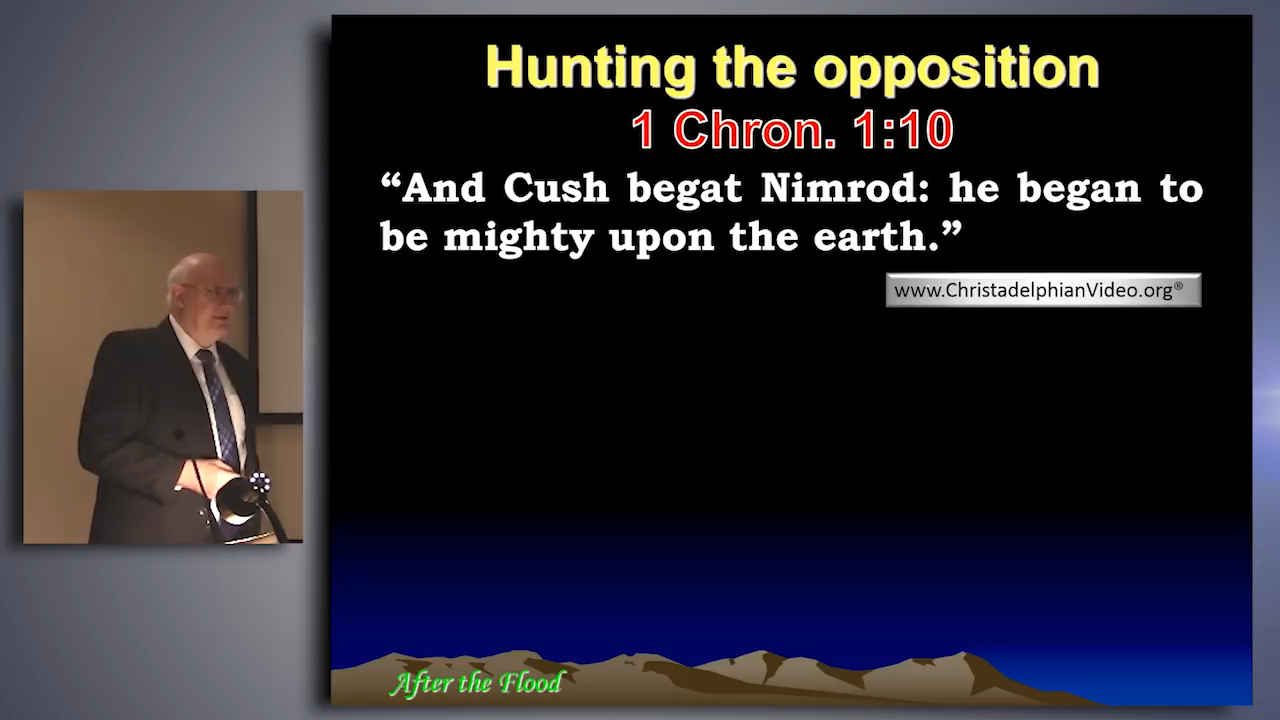 Hunting the opposition
1 Chron. 1:10
“And Cush begat Nimrod: he began to
be mighty upon the earth.”
www.ChristadelphianVideo.org®
After the Flood